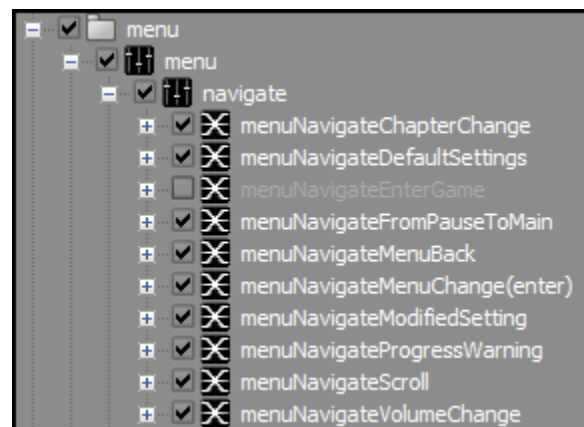 menu
menu
navigate
menuNavigateChapterChange
menuNavigateDefaultSettings
menuNavigateEnterGame
menuNavigateFromPauseToMain
menuNavigateMenuBack
menuNavigateMenuChange(enter)
menuNavigateModifiedSetting
menuNavigateProgressWarning
menuNavigateScroll
menuNavigateVolumeChange